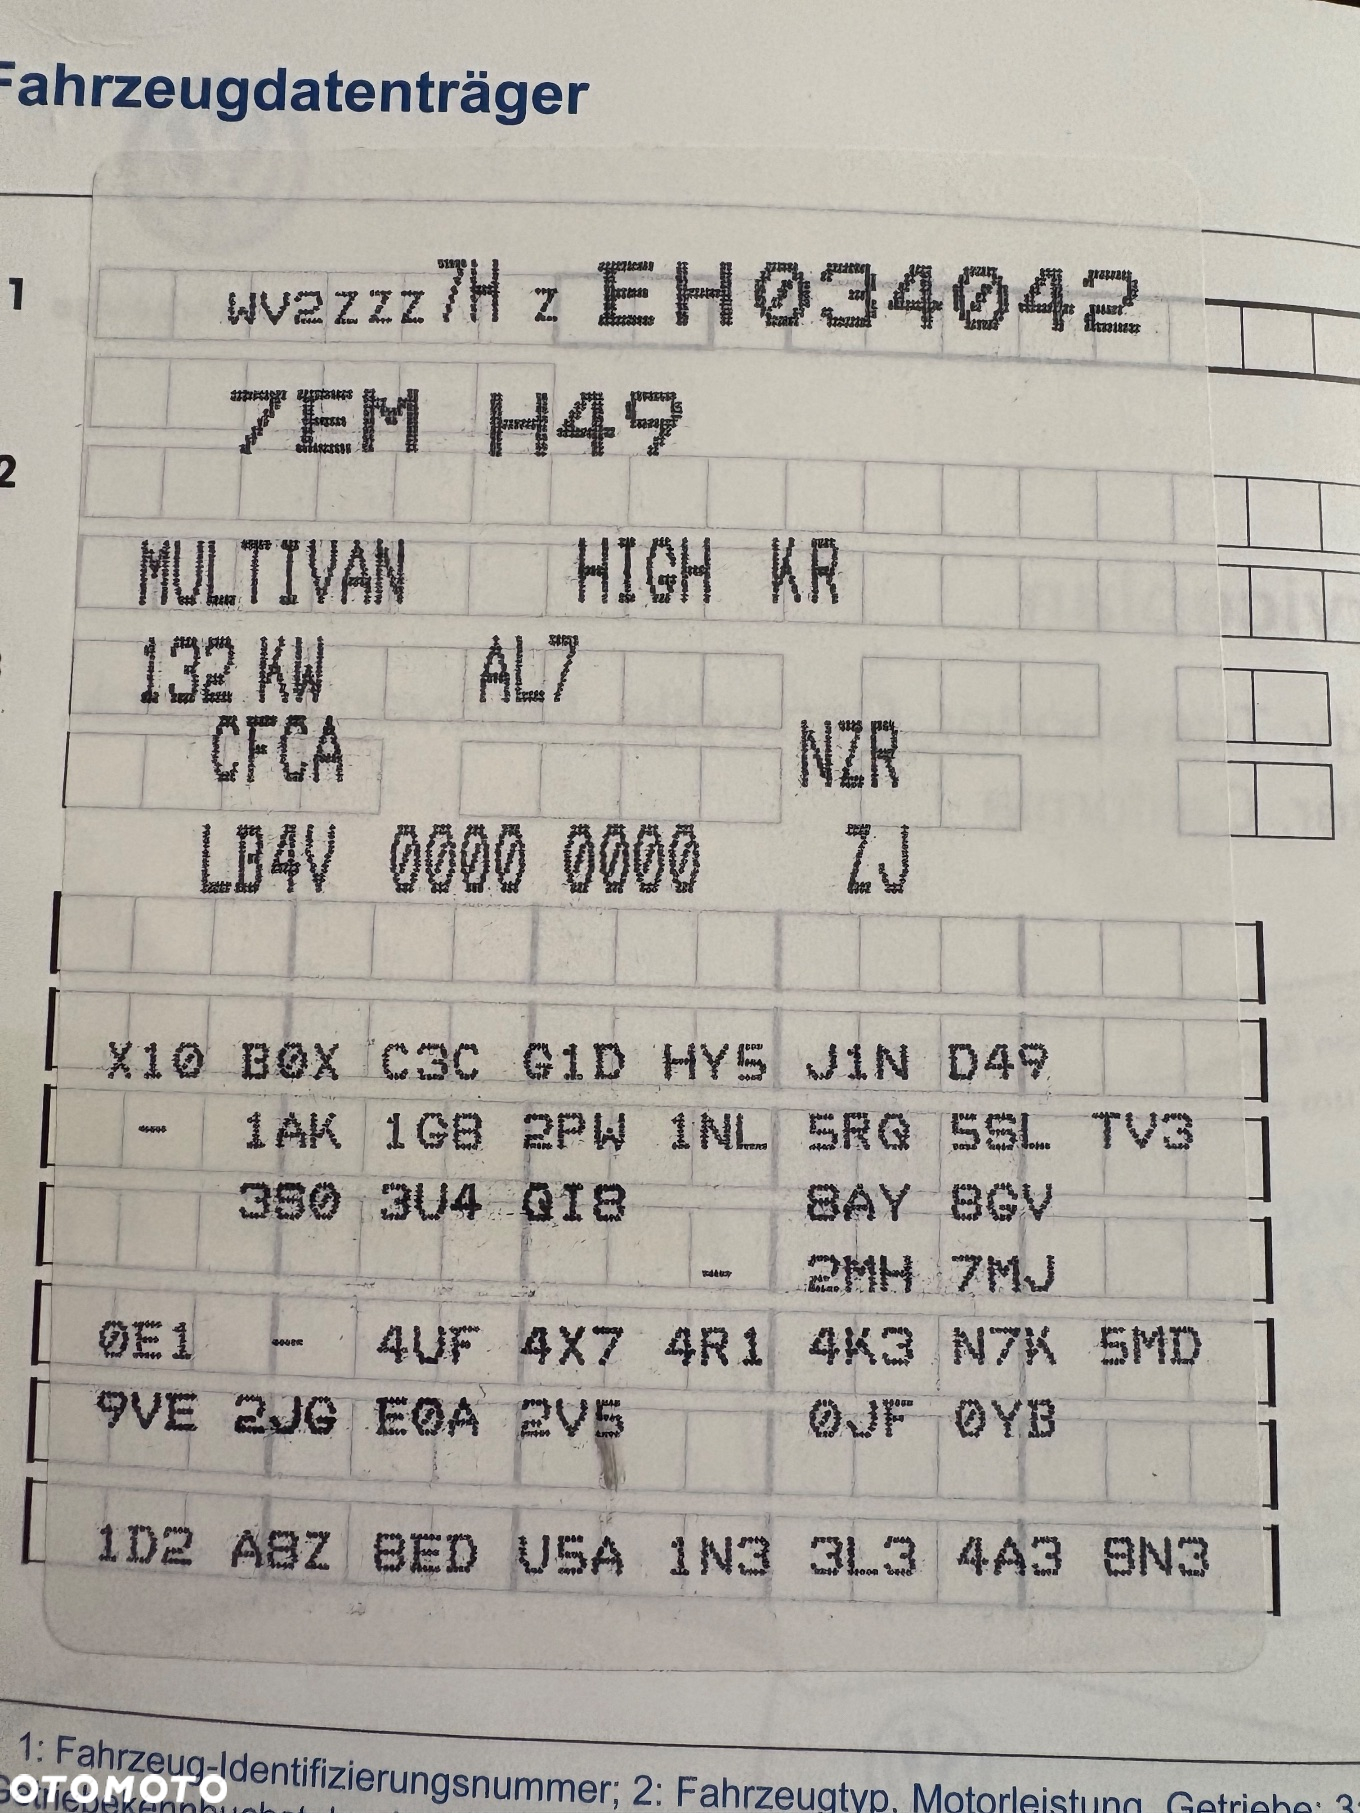 Fahrzeugdatenträger
1
WV2ZZZ7H Z EH034042
7EM H49
2
MULTIVAN HIGH KR
132 KW AL7
CFCA NZR
LB4V 0000 0000 ZJ
X10 B0X C3C G1D HY5 J1N D49
- 1AK 1GB 2PW 1NL 5RQ 5SL TV3
3S0 3U4 QI8 8AY 8GV
- 2MH 7MJ
0E1 - 4UF 4X7 4R1 4K3 N7K 5MD
9VE 2JG E0A 2V5 0JF 0YB
1D2 A8Z 8ED U5A 1N3 3L3 4A3 8N3
1: Fahrzeug-Identifizierungsnummer; 2: Fahrzeugtyp, Motorleistung, Getriebe; 3:
OTOMOTO